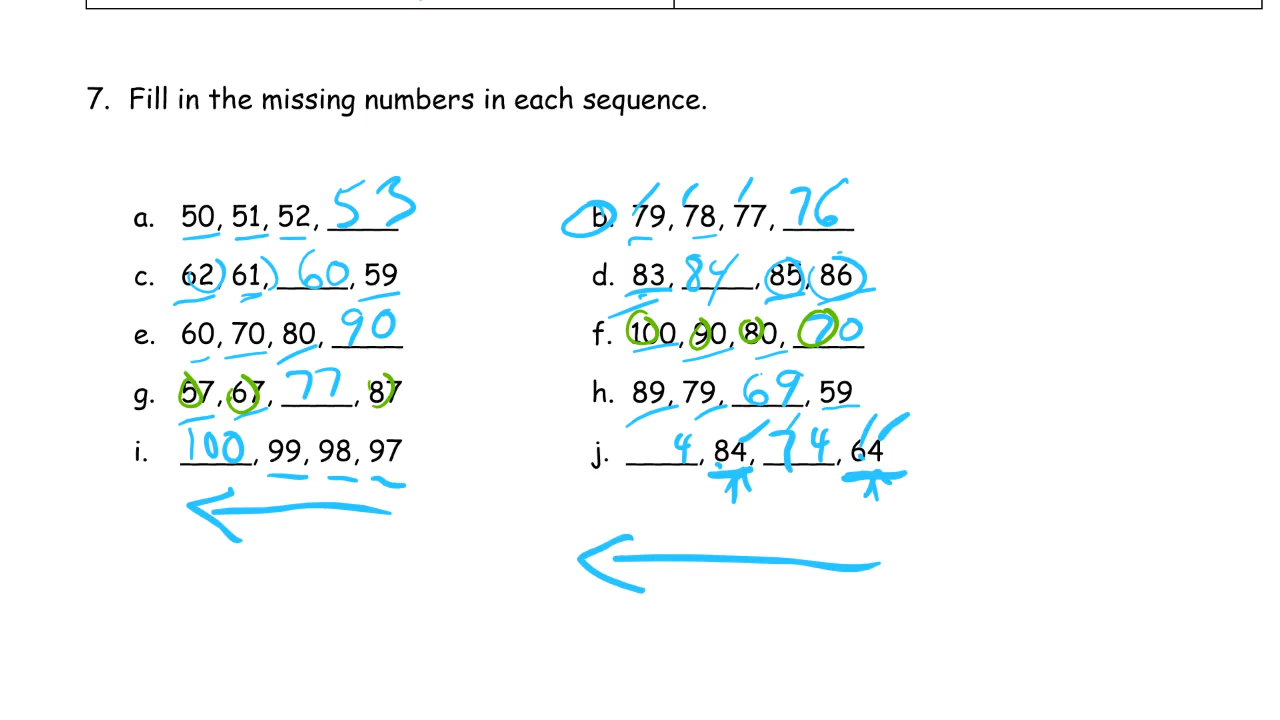 7. Fill in the missing numbers in each sequence.
a. 50, 51, 52, 53
b. 79, 78, 77, 76
c. 62, 61, 60, 59
d. 83, 84, 85, 86
e. 60, 70, 80, 90
f. 100, 90, 80, 70
g. 57, 67, 77, 87
h. 89, 79, 69, 59
i. 100, 99, 98, 97
j. 4, 84, 74, 64